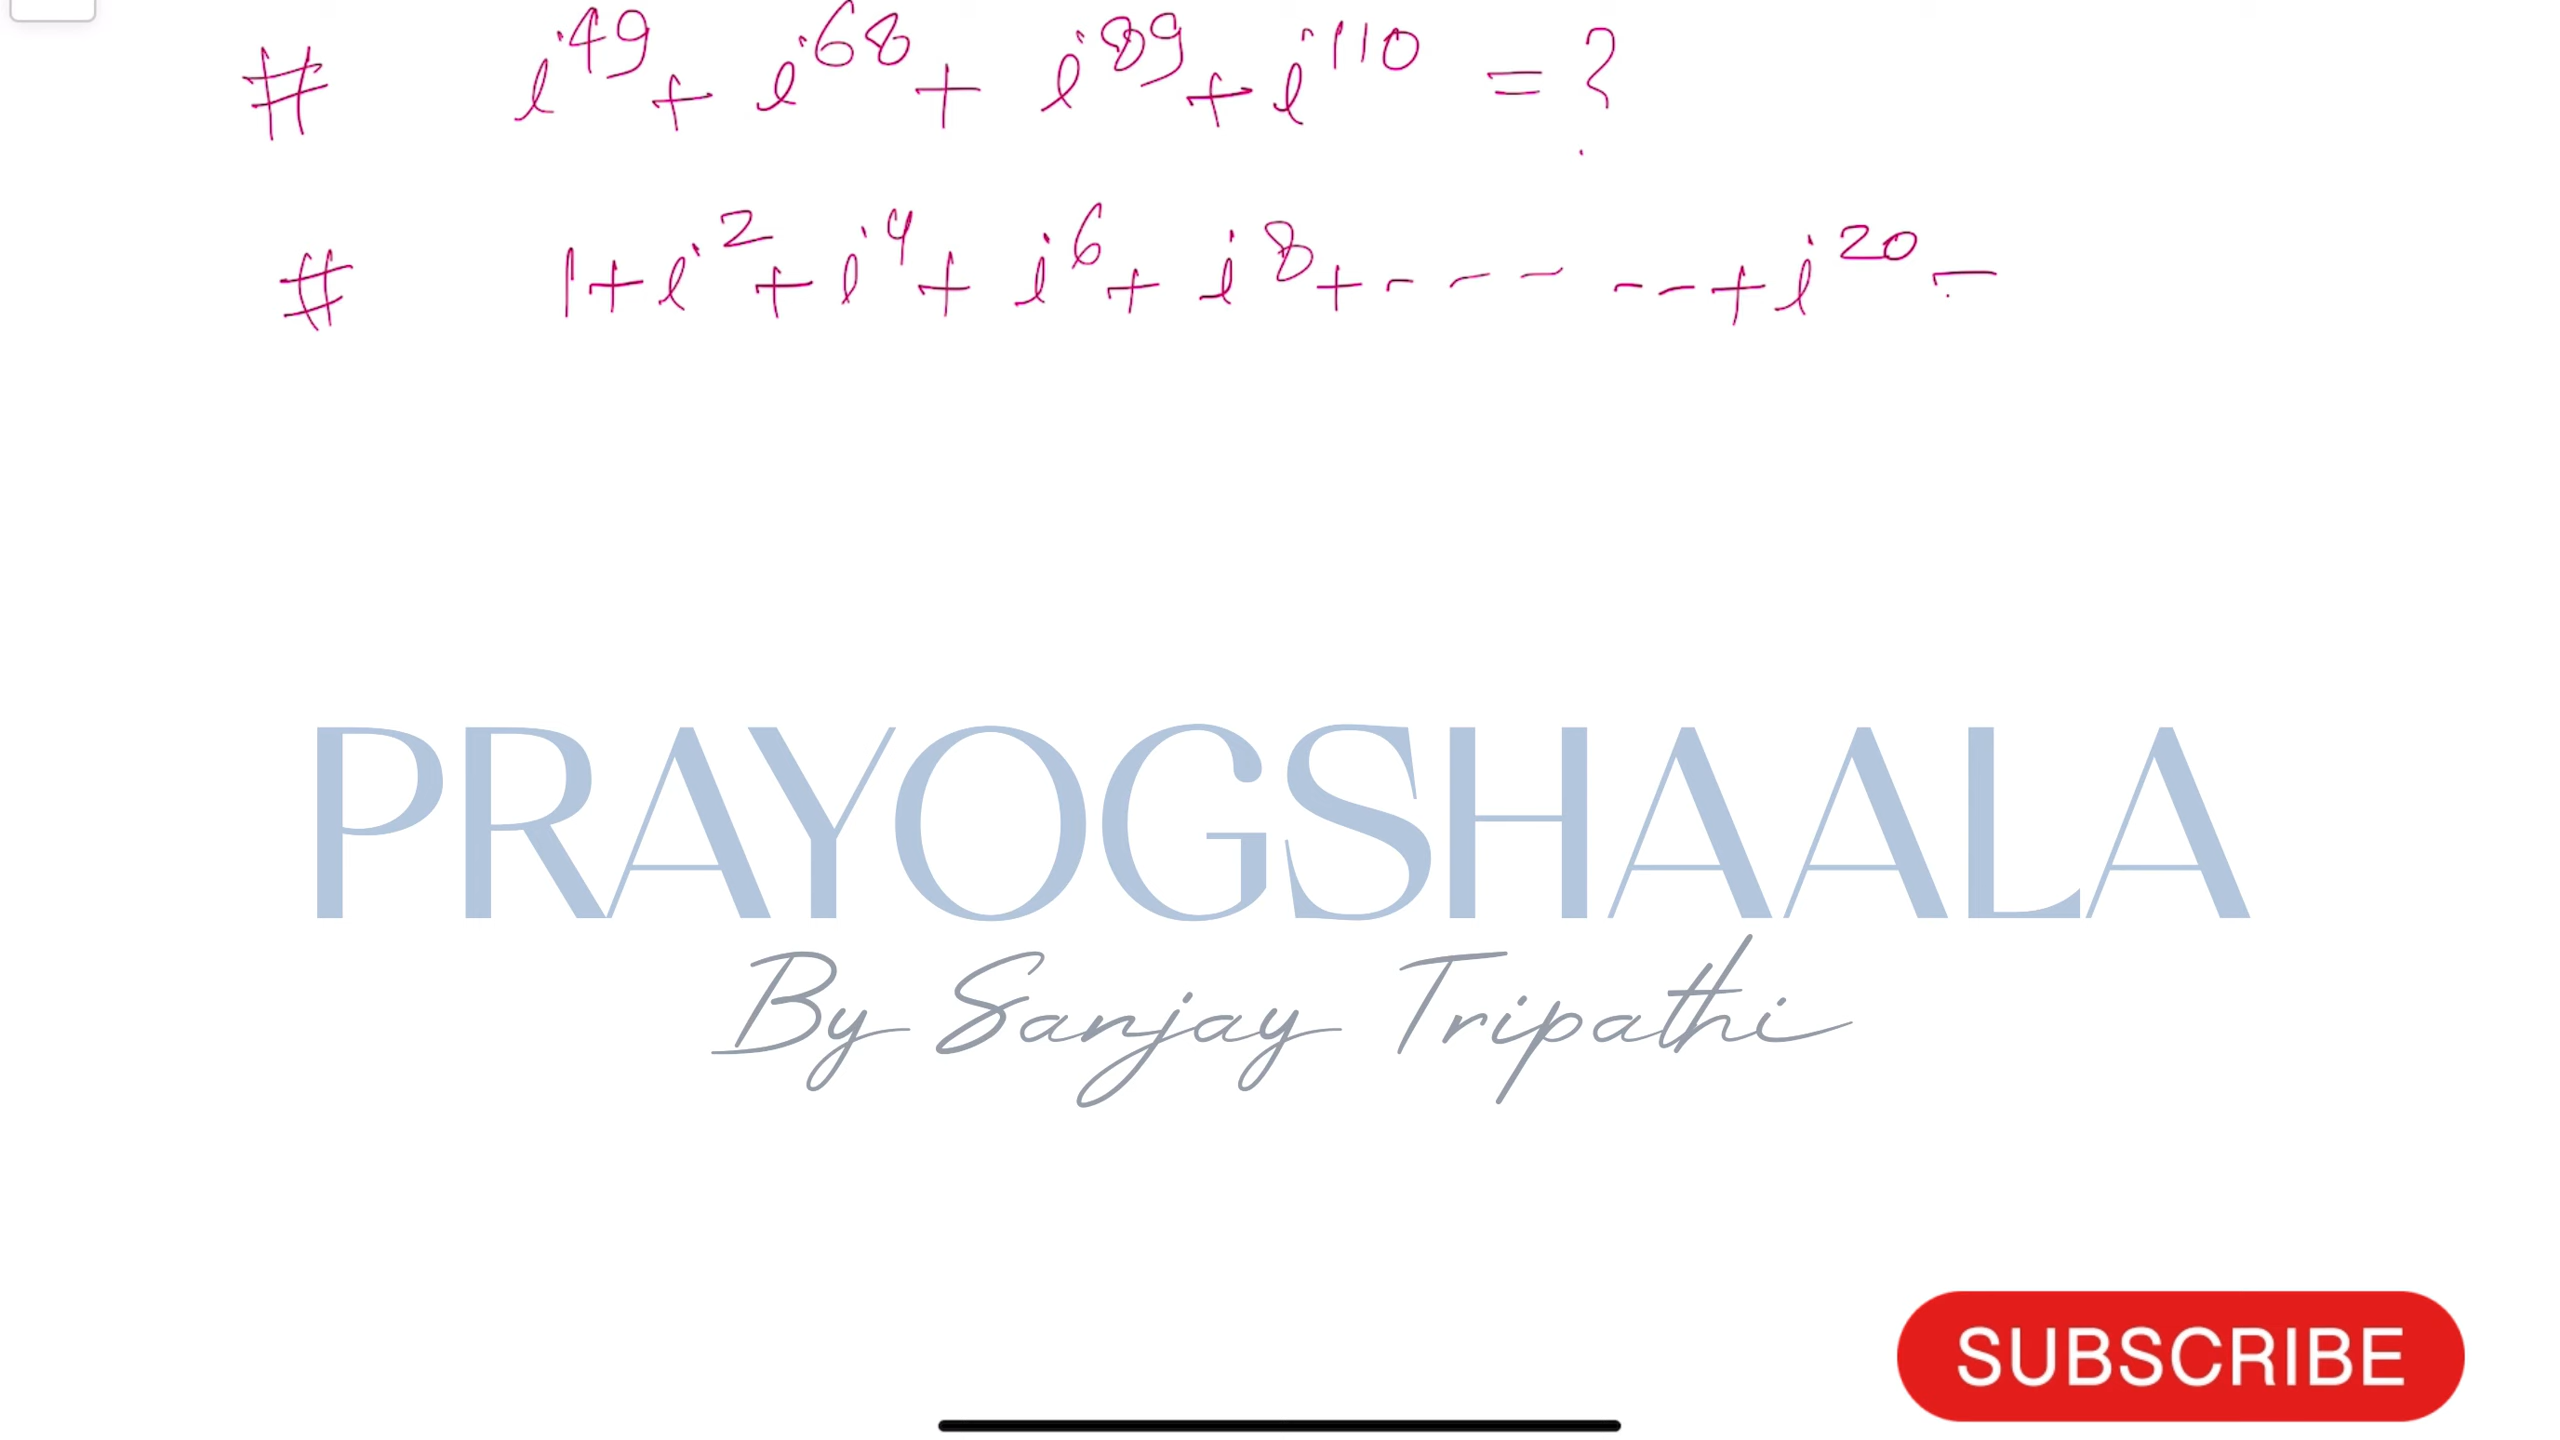 # i^49 + i^68 + i^89 + i^110 = ?
# 1 + i^2 + i^4 + i^6 + i^8 + - - - - - - + i^20 =
PRAYOGSHAALA
By Sanjay Tripathi
SUBSCRIBE